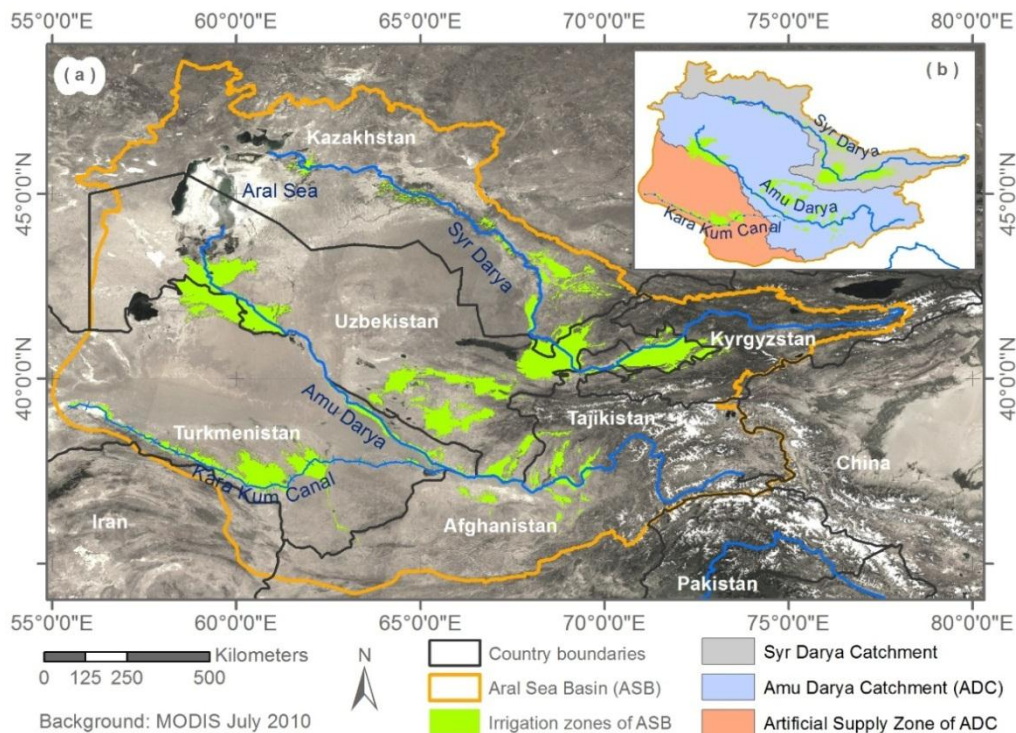 55°0'0"E 60°0'0"E 65°0'0"E 70°0'0"E 75°0'0"E 80°0'0"E
( a )
( b )
Kazakhstan
Syr Darya
Aral Sea
45°0'0"N
45°0'0"N
Amu Darya
Kara Kum Canal
Syr Darya
Uzbekistan
Kyrgyzstan
40°0'0"N
40°0'0"N
Amu Darya
Tajikistan
Turkmenistan
China
Kara Kum Canal
Iran
Afghanistan
Pakistan
55°0'0"E 60°0'0"E 65°0'0"E 70°0'0"E 75°0'0"E 80°0'0"E
Kilometers
0 125 250 500
N
Background: MODIS July 2010
Country boundaries
Aral Sea Basin (ASB)
Irrigation zones of ASB
Syr Darya Catchment
Amu Darya Catchment (ADC)
Artificial Supply Zone of ADC